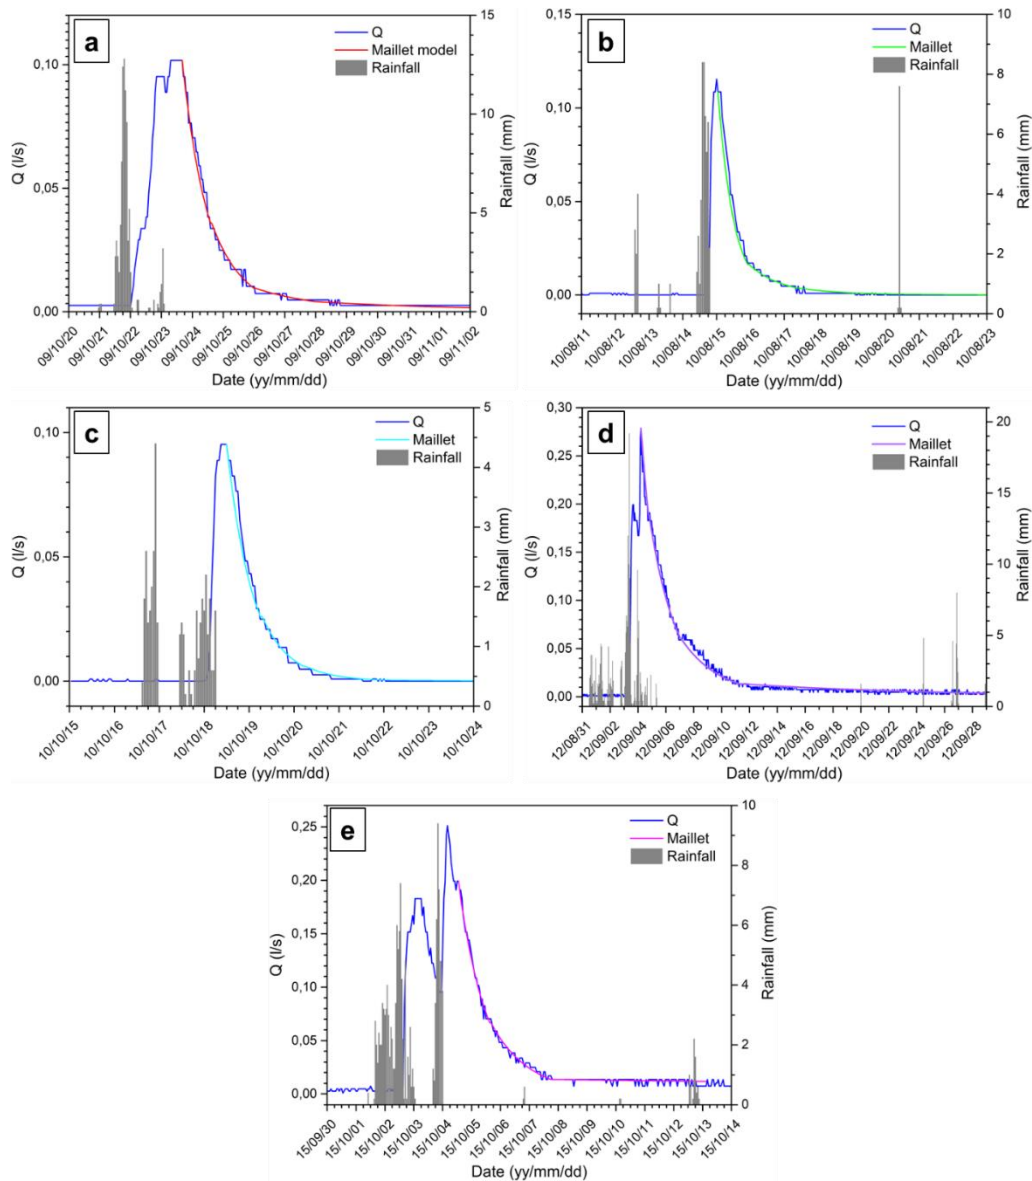 a
Q
Maillet model
Rainfall
0,10
0,05
0,00
Q (l/s)
15
10
5
0
Rainfall (mm)
09/10/20 09/10/21 09/10/22 09/10/23 09/10/24 09/10/25 09/10/26 09/10/27 09/10/28 09/10/29 09/10/30 09/10/31 09/11/01 09/11/02
Date (yy/mm/dd)
b
Q
Maillet
Rainfall
0,15
0,10
0,05
0,00
Q (l/s)
10
8
6
4
2
0
Rainfall (mm)
10/08/11 10/08/12 10/08/13 10/08/14 10/08/15 10/08/16 10/08/17 10/08/18 10/08/19 10/08/20 10/08/21 10/08/22 10/08/23
Date (yy/mm/dd)
c
Q
Maillet
Rainfall
0,10
0,05
0,00
Q (l/s)
5
4
3
2
1
0
Rainfall (mm)
10/10/15 10/10/16 10/10/17 10/10/18 10/10/19 10/10/20 10/10/21 10/10/22 10/10/23 10/10/24
Date (yy/mm/dd)
d
Q
Maillet
Rainfall
0,30
0,25
0,20
0,15
0,10
0,05
0,00
Q (l/s)
20
15
10
5
0
Rainfall (mm)
12/08/31 12/09/02 12/09/04 12/09/06 12/09/08 12/09/10 12/09/12 12/09/14 12/09/16 12/09/18 12/09/20 12/09/22 12/09/24 12/09/26 12/09/28
Date (yy/mm/dd)
e
Q
Maillet
Rainfall
0,25
0,20
0,15
0,10
0,05
0,00
Q (l/s)
10
8
6
4
2
0
Rainfall (mm)
15/09/30 15/10/01 15/10/02 15/10/03 15/10/04 15/10/05 15/10/06 15/10/07 15/10/08 15/10/09 15/10/10 15/10/11 15/10/12 15/10/13 15/10/14
Date (yy/mm/dd)